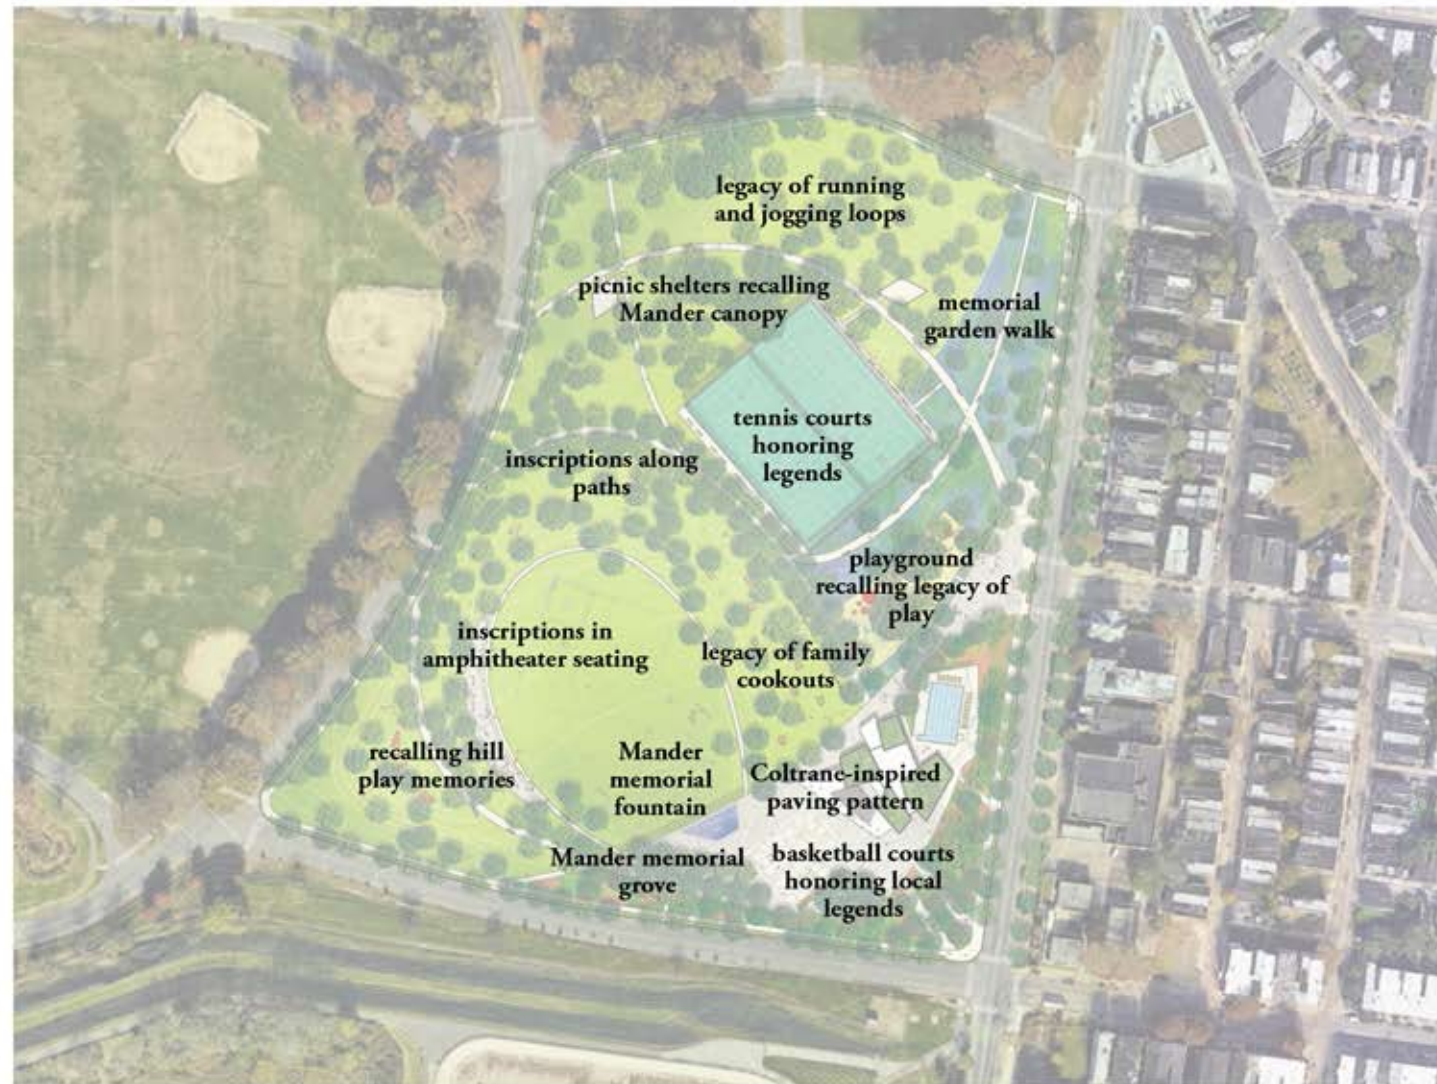 legacy of running
and jogging loops
picnic shelters recalling
Mander canopy
memorial
garden walk
tennis courts
honoring
legends
inscriptions along
paths
playground
recalling legacy of
play
inscriptions in
amphitheater seating
legacy of family
cookouts
recalling hill
play memories
Mander
memorial
fountain
Coltrane-inspired
paving pattern
Mander memorial
grove
basketball courts
honoring local
legends